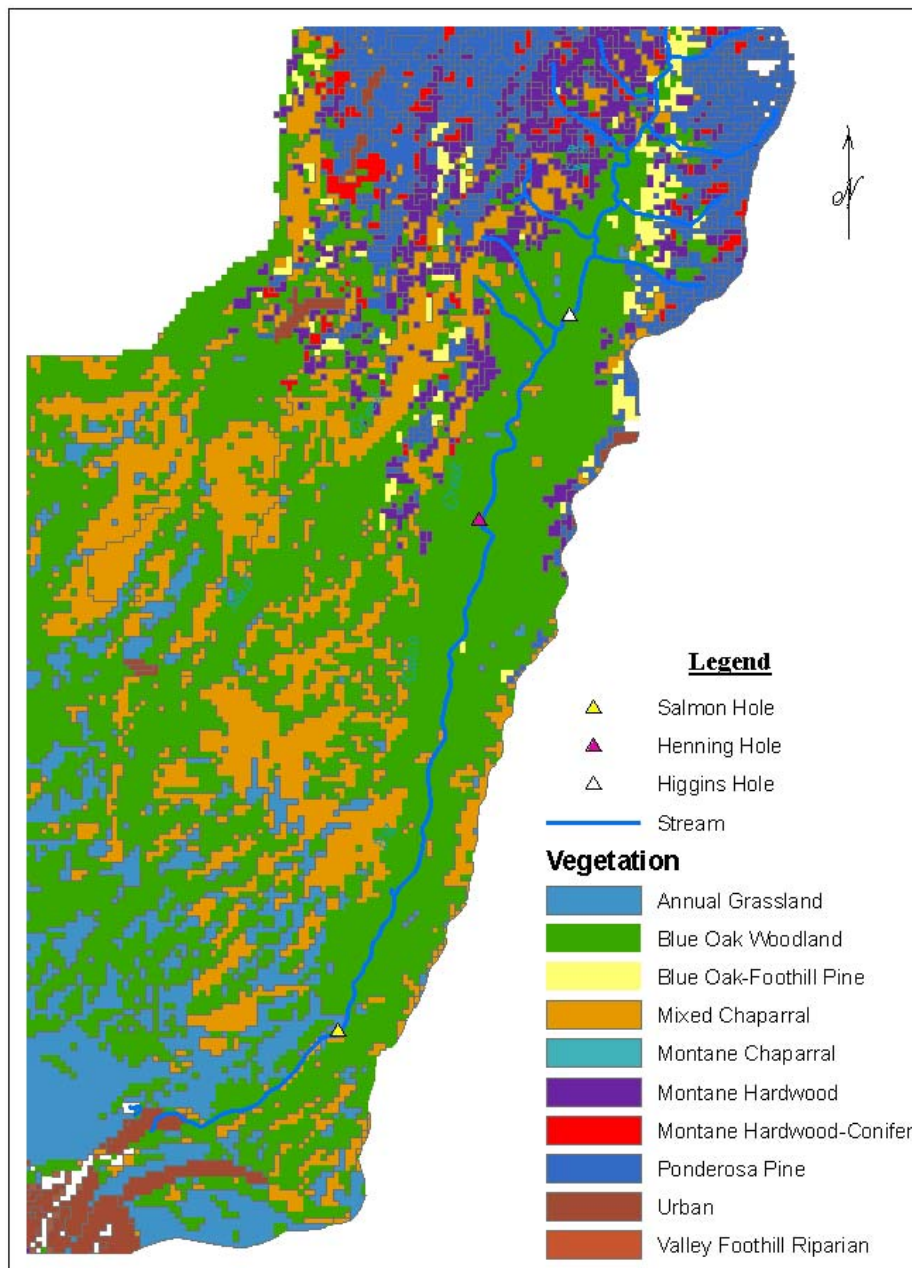 N
Legend
Salmon Hole
Henning Hole
Higgins Hole
Stream
Vegetation
Annual Grassland
Blue Oak Woodland
Blue Oak-Foothill Pine
Mixed Chaparral
Montane Chaparral
Montane Hardwood
Montane Hardwood-Conifer
Ponderosa Pine
Urban
Valley Foothill Riparian